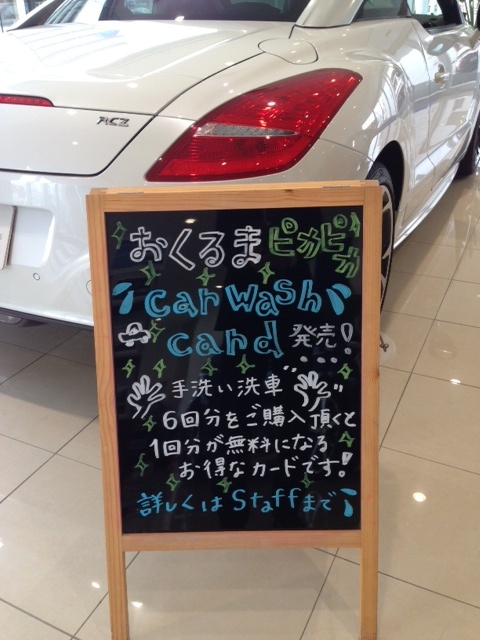 RCZ
おくるま ピカピカ
car wash
card 発売!
手洗い洗車
6回分をご購入頂くと
1回分が無料になる
お得なカードです!
詳しくはStaffまで